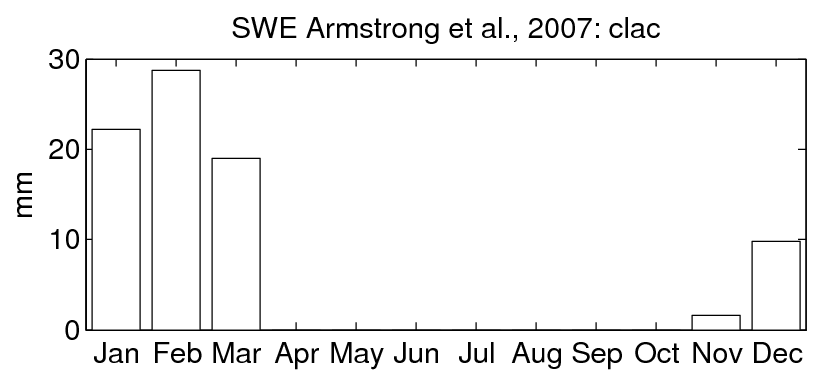 SWE Armstrong et al., 2007: clac
30
20
10
0
mm
Jan Feb Mar Apr May Jun Jul Aug Sep Oct Nov Dec